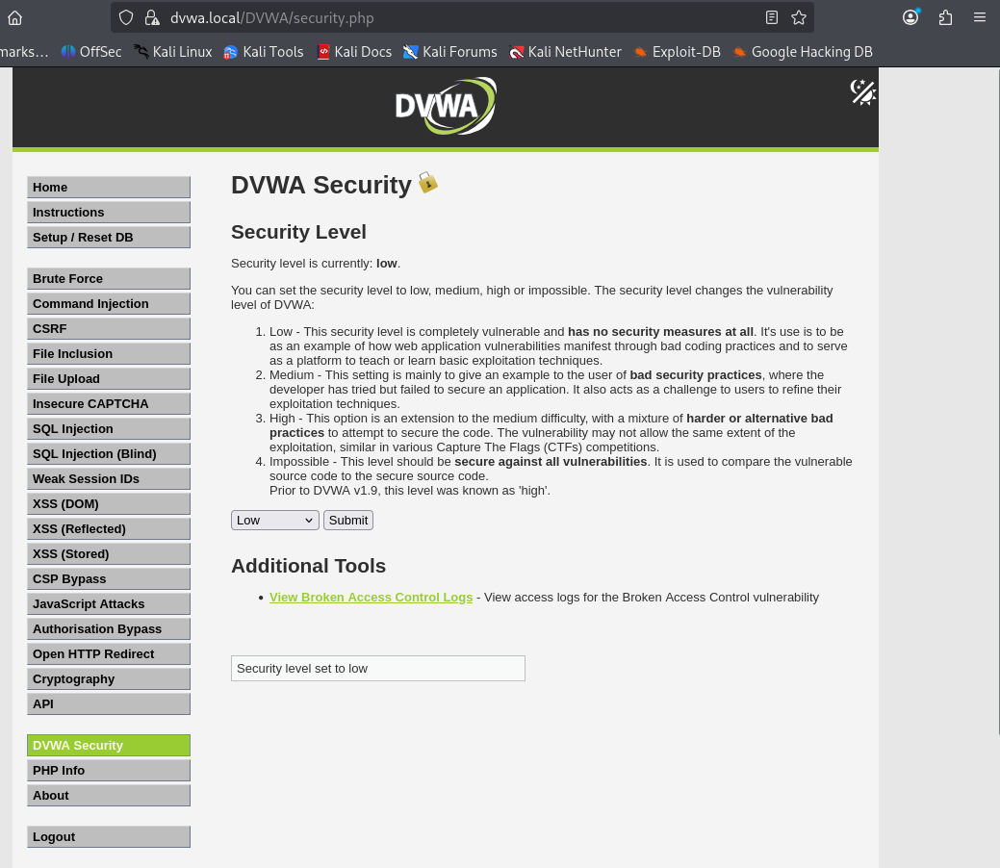 dvwa.local/DVWA/security.php
marks… OffSec Kali Linux Kali Tools Kali Docs Kali Forums Kali NetHunter Exploit-DB Google Hacking DB
DVWA
Home
Instructions
Setup / Reset DB
Brute Force
Command Injection
CSRF
File Inclusion
File Upload
Insecure CAPTCHA
SQL Injection
SQL Injection (Blind)
Weak Session IDs
XSS (DOM)
XSS (Reflected)
XSS (Stored)
CSP Bypass
JavaScript Attacks
Authorisation Bypass
Open HTTP Redirect
Cryptography
API
DVWA Security
PHP Info
About
Logout
DVWA Security
Security Level
Security level is currently: low.
You can set the security level to low, medium, high or impossible. The security level changes the vulnerability
level of DVWA:
1. Low - This security level is completely vulnerable and has no security measures at all. It's use is to be
as an example of how web application vulnerabilities manifest through bad coding practices and to serve
as a platform to teach or learn basic exploitation techniques.
2. Medium - This setting is mainly to give an example to the user of bad security practices, where the
developer has tried but failed to secure an application. It also acts as a challenge to users to refine their
exploitation techniques.
3. High - This option is an extension to the medium difficulty, with a mixture of harder or alternative bad
practices to attempt to secure the code. The vulnerability may not allow the same extent of the
exploitation, similar in various Capture The Flags (CTFs) competitions.
4. Impossible - This level should be secure against all vulnerabilities. It is used to compare the vulnerable
source code to the secure source code.
Prior to DVWA v1.9, this level was known as 'high'.
Low Submit
Additional Tools
• View Broken Access Control Logs - View access logs for the Broken Access Control vulnerability
Security level set to low